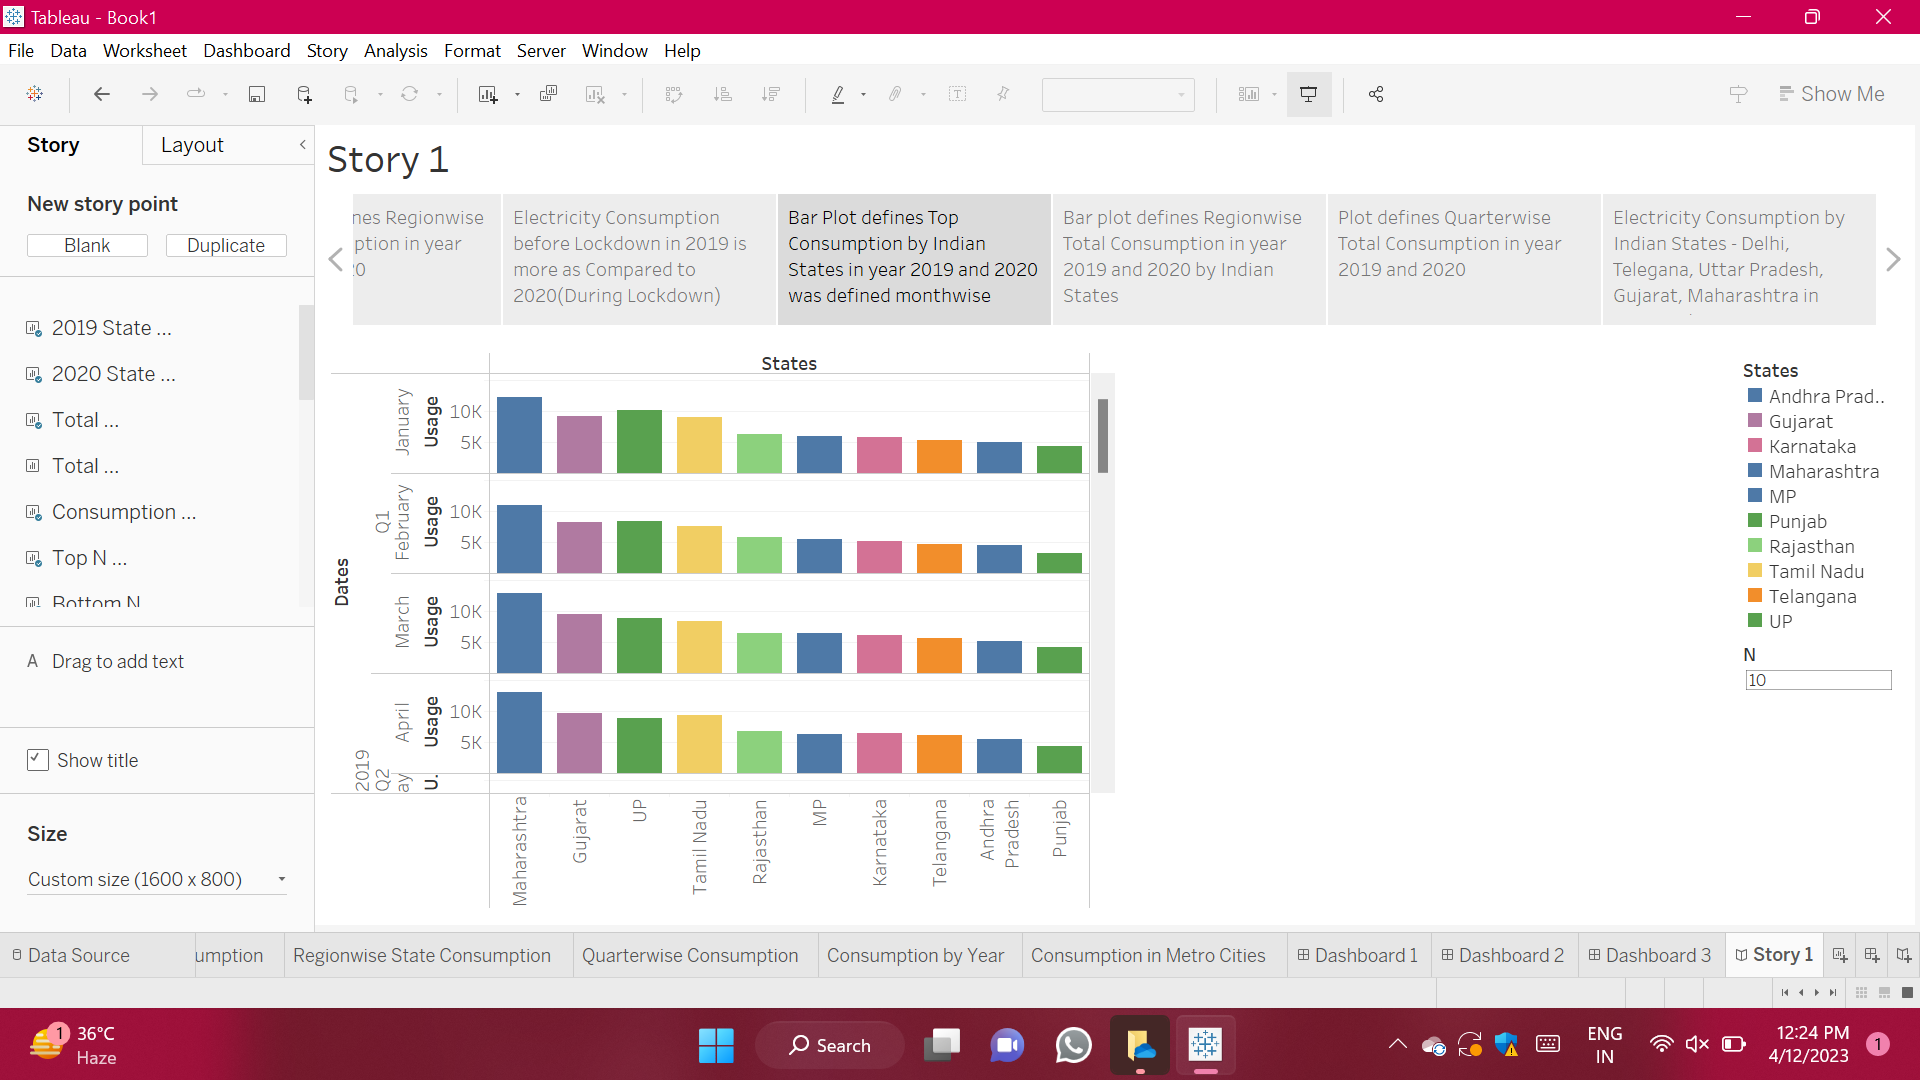 Tableau - Book1
File Data Worksheet Dashboard Story Analysis Format Server Window Help
Show Me
Story Layout
New story point
Blank Duplicate
2019 State ...
2020 State ...
Total ...
Total ...
Consumption ...
Top N ...
Bottom N
A Drag to add text
Show title
Size
Custom size (1600 x 800)
Story 1
nes Regionwise
ption in year
0
Electricity Consumption
before Lockdown in 2019 is
more as Compared to
2020(During Lockdown)
Bar Plot defines Top
Consumption by Indian
States in year 2019 and 2020
was defined monthwise
Bar plot defines Regionwise
Total Consumption in year
2019 and 2020 by Indian
States
Plot defines Quarterwise
Total Consumption in year
2019 and 2020
Electricity Consumption by
Indian States - Delhi,
Telegana, Uttar Pradesh,
Gujarat, Maharashtra in
States
Dates
2019
Q1
January
Usage
10K
5K
February
Usage
10K
5K
March
Usage
10K
5K
Q2
April
Usage
10K
5K
ay
U.
Maharashtra
Gujarat
UP
Tamil Nadu
Rajasthan
MP
Karnataka
Telangana
Andhra
Pradesh
Punjab
States
Andhra Prad..
Gujarat
Karnataka
Maharashtra
MP
Punjab
Rajasthan
Tamil Nadu
Telangana
UP
N
10
Data Source umption Regionwise State Consumption Quarterwise Consumption Consumption by Year Consumption in Metro Cities Dashboard 1 Dashboard 2 Dashboard 3 Story 1
1
36°C
Haze
Search
ENG
IN
12:24 PM
4/12/2023
1